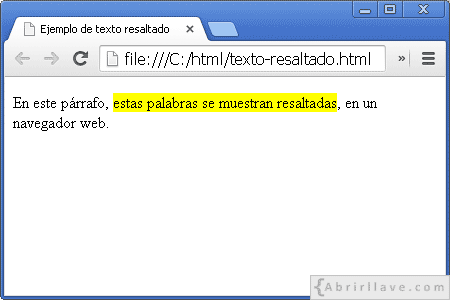 Ejemplo de texto resaltado
file:///C:/html/texto-resaltado.html
En este párrafo, estas palabras se muestran resaltadas, en un
navegador web.
{Abrirllave.com